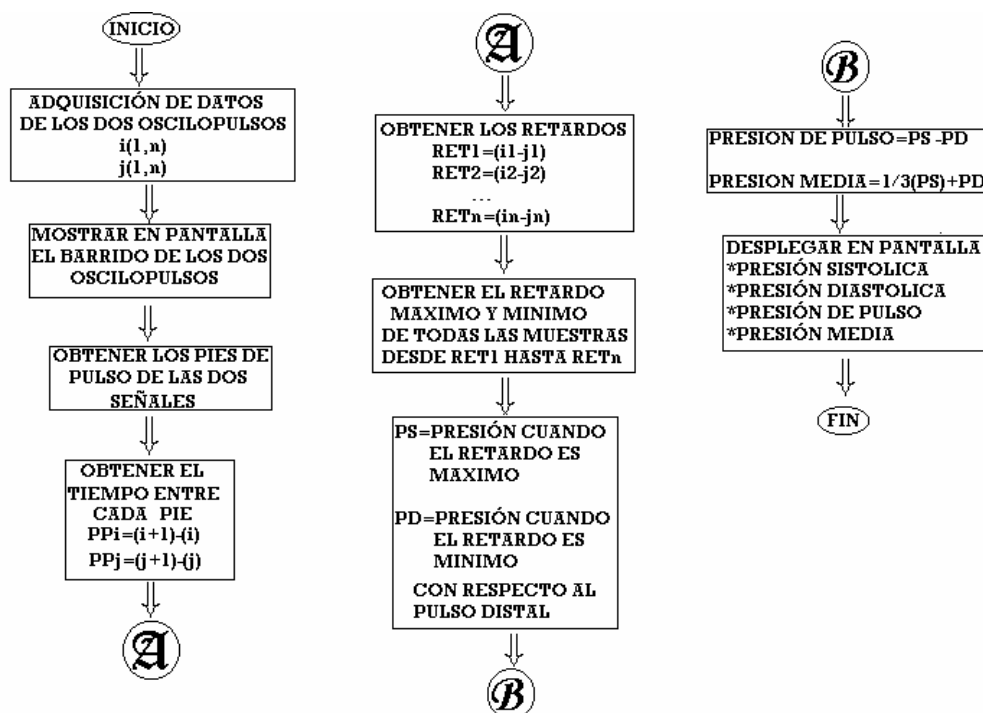 INICIO
ADQUISICIÓN DE DATOS
DE LOS DOS OSCILOPULSOS
i(1,n)
j(1,n)
MOSTRAR EN PANTALLA
EL BARRIDO DE LOS DOS
OSCILOPULSOS
OBTENER LOS PIES DE
PULSO DE LAS DOS
SEÑALES
OBTENER EL
TIEMPO ENTRE
CADA PIE
PPi=(i+1)-(i)
PPj=(j+1)-(j)
A
A
OBTENER LOS RETARDOS
RET1=(i1-j1)
RET2=(i2-j2)
...
RETn=(in-jn)
OBTENER EL RETARDO
MAXIMO Y MINIMO
DE TODAS LAS MUESTRAS
DESDE RET1 HASTA RETn
PS=PRESIÓN CUANDO
EL RETARDO ES
MAXIMO
PD=PRESIÓN CUANDO
EL RETARDO ES
MINIMO
CON RESPECTO AL
PULSO DISTAL
B
B
PRESION DE PULSO=PS -PD
PRESION MEDIA=1/3(PS)+PD
DESPLEGAR EN PANTALLA
*PRESIÓN SISTOLICA
*PRESIÓN DIASTOLICA
*PRESIÓN DE PULSO
*PRESIÓN MEDIA
FIN